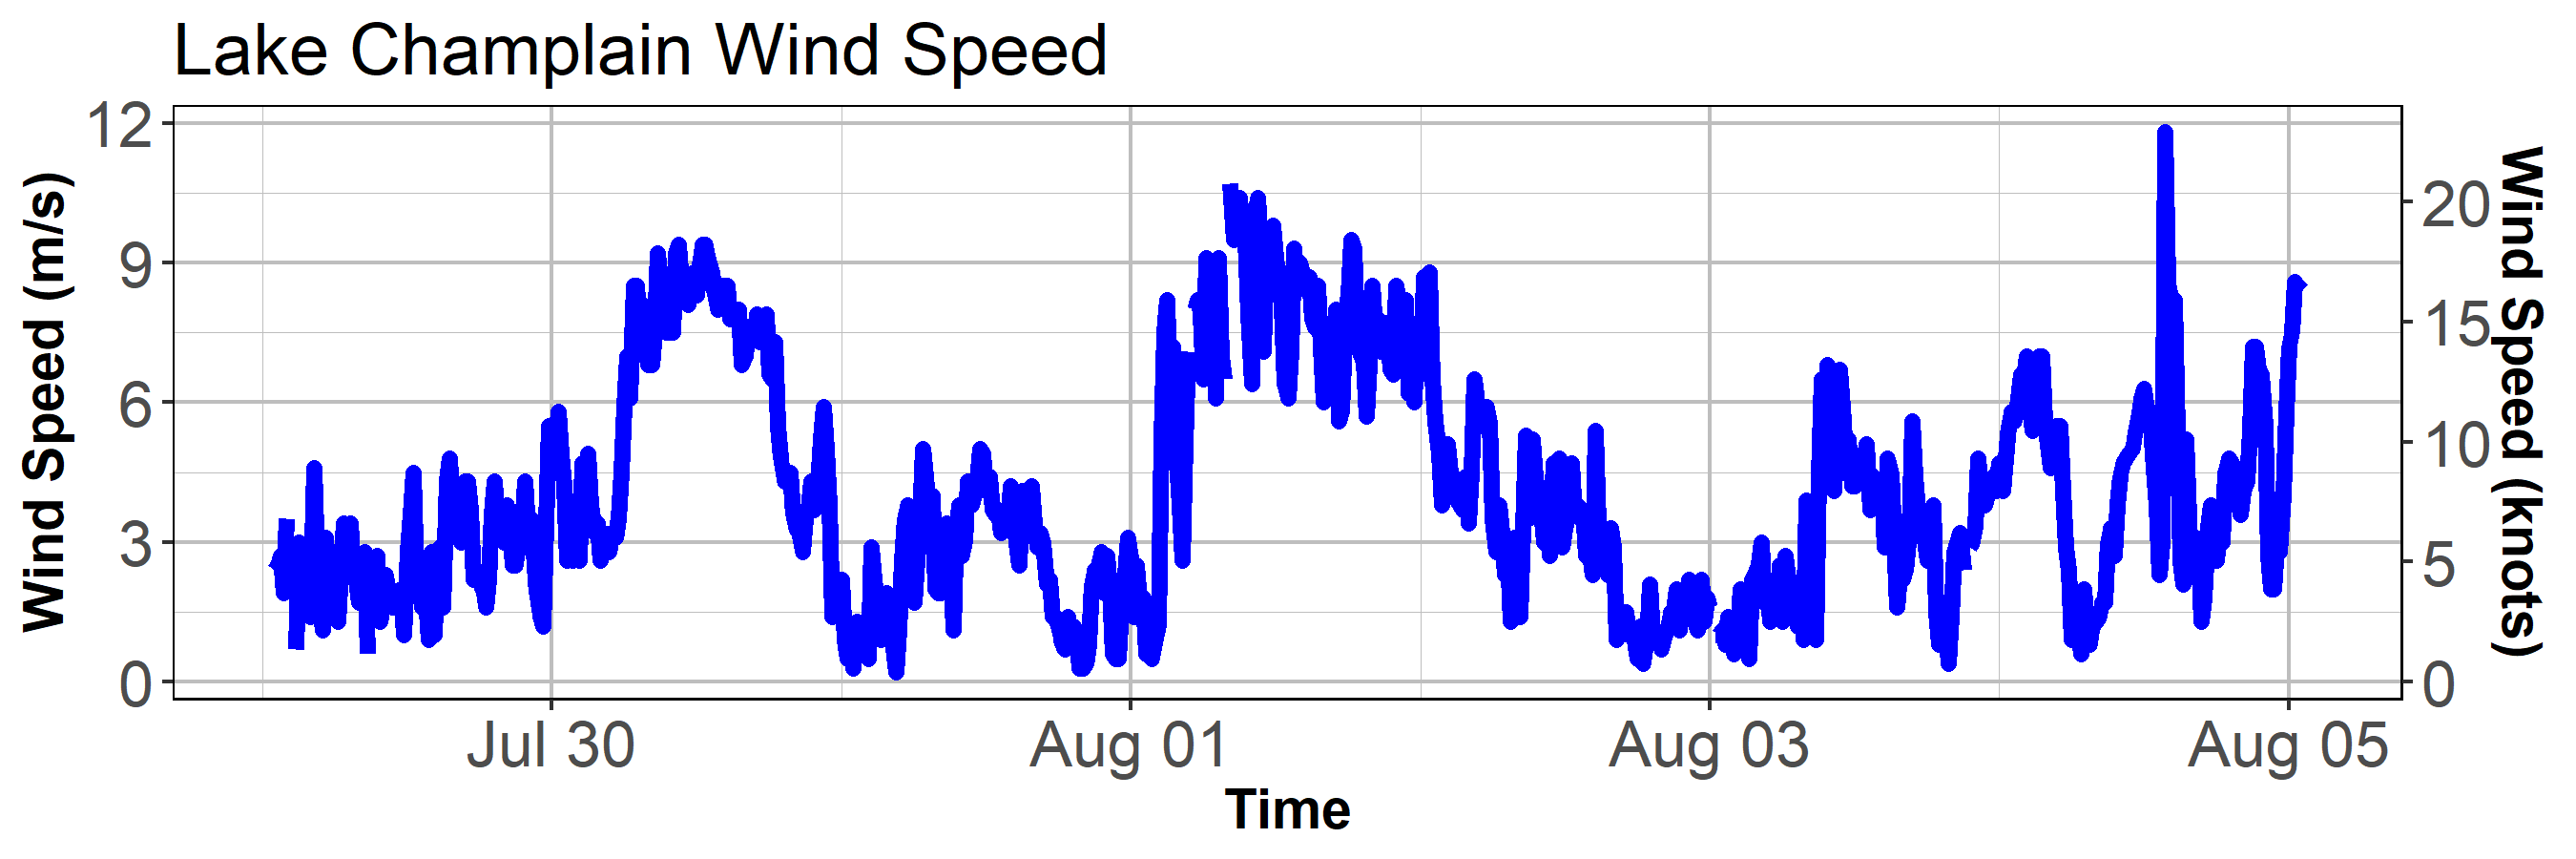 Lake Champlain Wind Speed
Wind Speed (m/s)
12
9
6
3
0
20
15
10
5
0
Wind Speed (knots)
Jul 30
Aug 01
Aug 03
Aug 05
Time